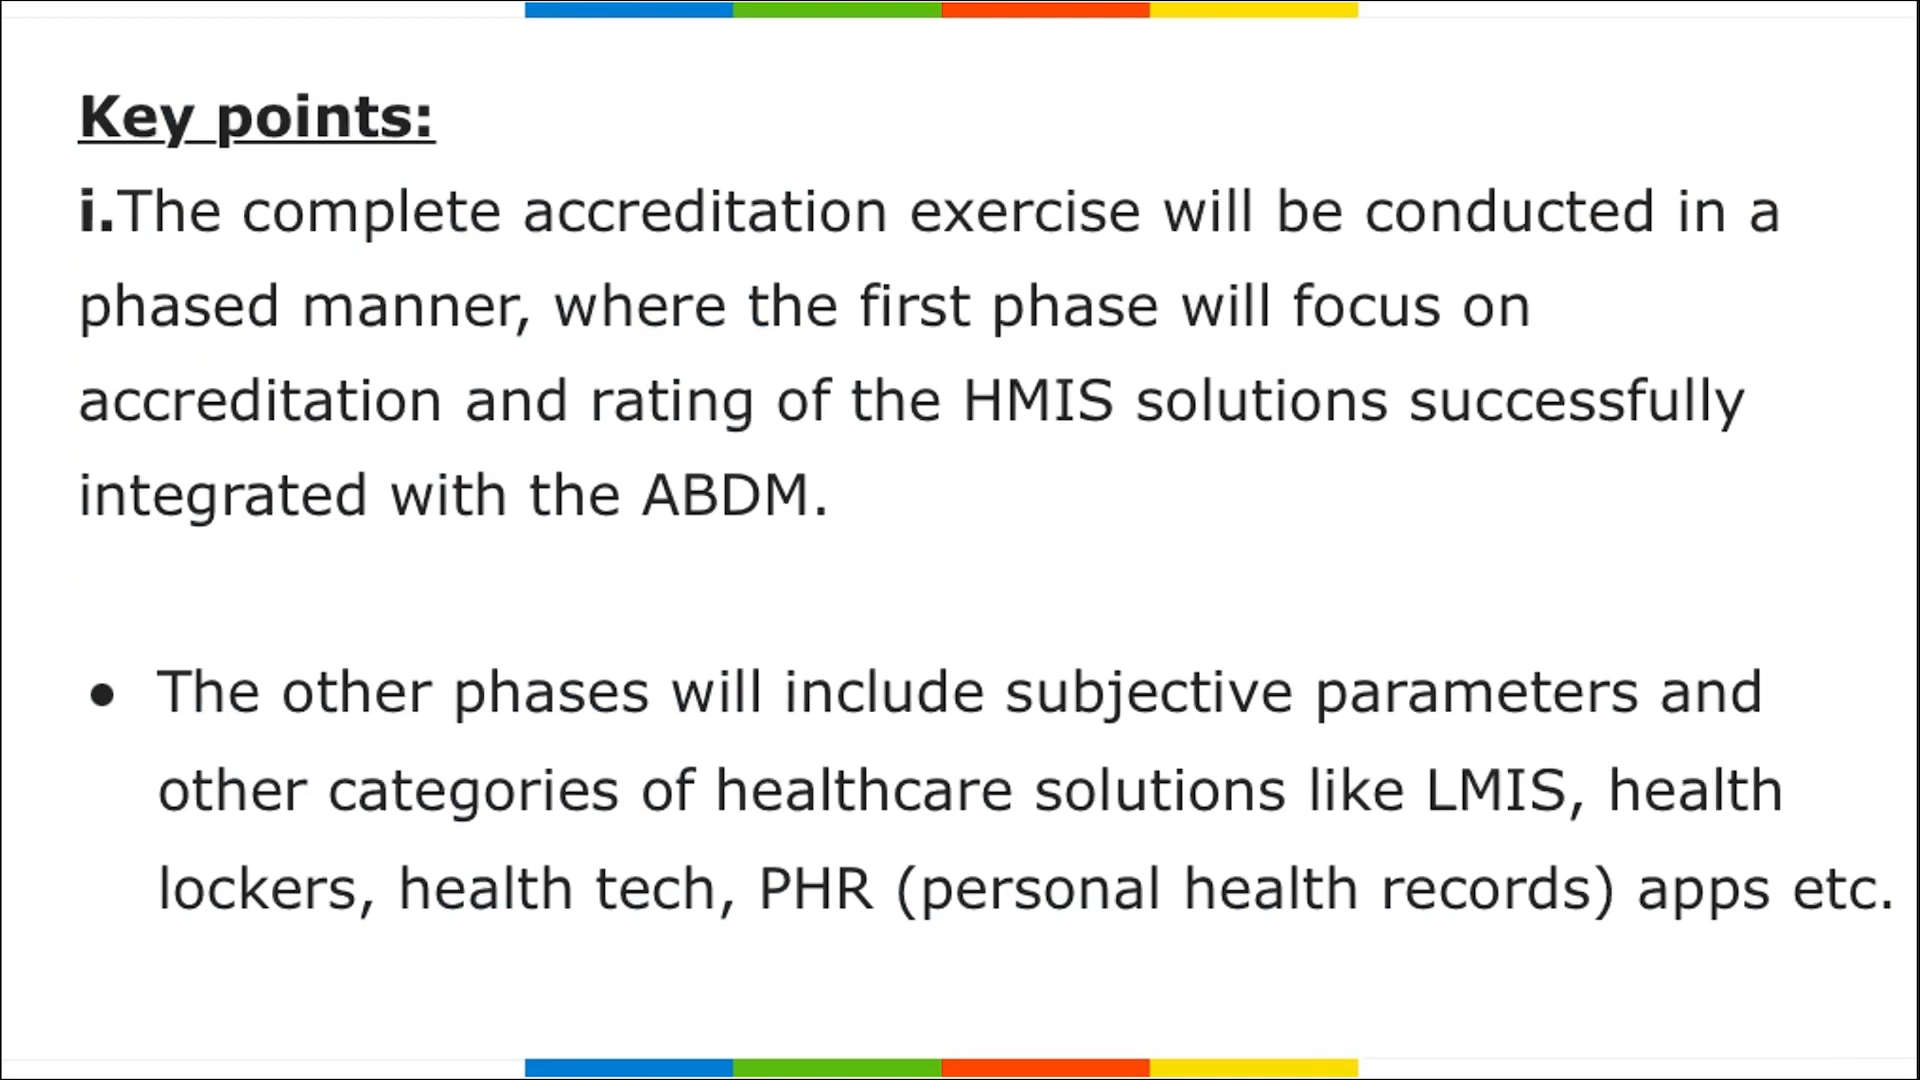 Key points:
i.The complete accreditation exercise will be conducted in a
phased manner, where the first phase will focus on
accreditation and rating of the HMIS solutions successfully
integrated with the ABDM.
● The other phases will include subjective parameters and
other categories of healthcare solutions like LMIS, health
lockers, health tech, PHR (personal health records) apps etc.